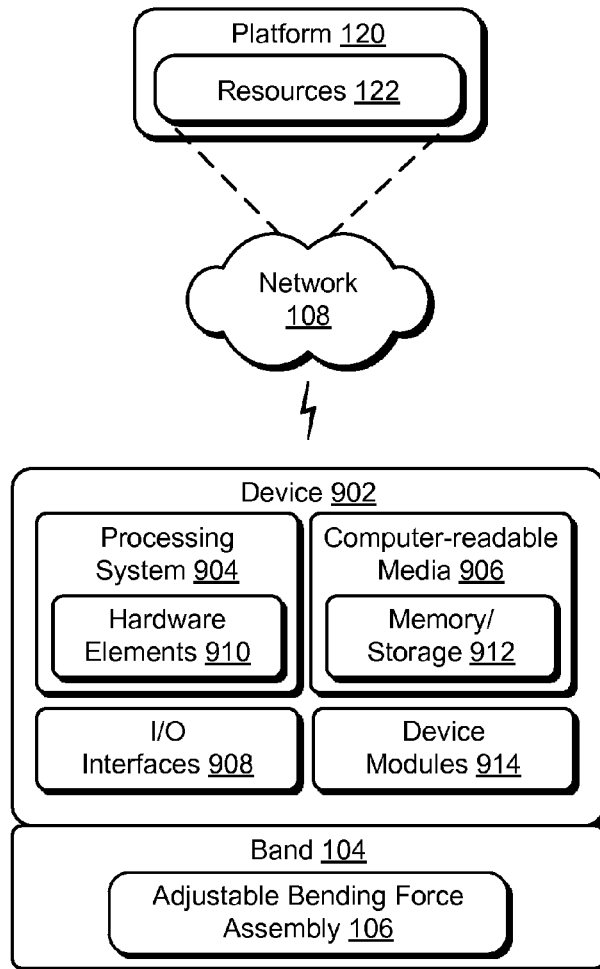 Platform 120
Resources 122
Network
108
Device 902
Processing
System 904
Hardware
Elements 910
Computer-readable
Media 906
Memory/
Storage 912
I/O
Interfaces 908
Device
Modules 914
Band 104
Adjustable Bending Force
Assembly 106